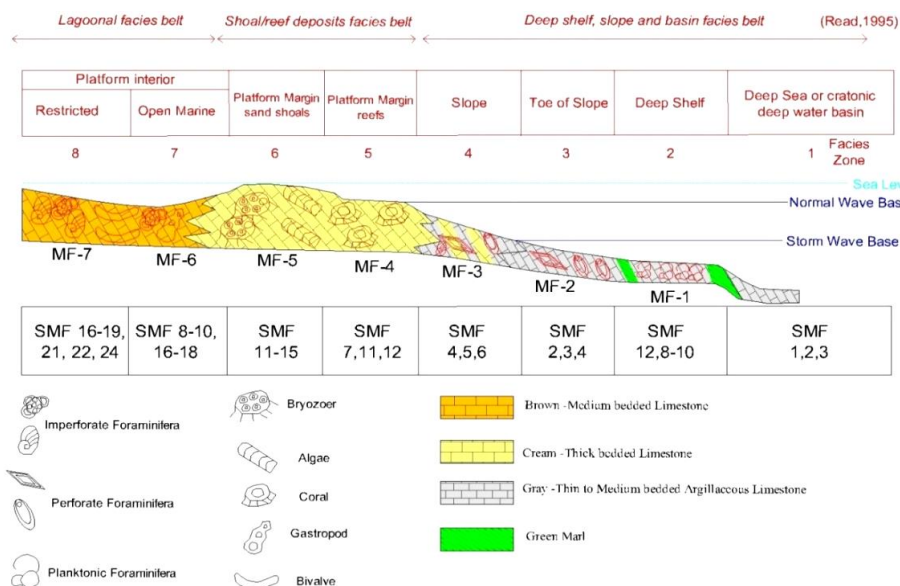 Lagoonal facies belt
Shoal/reef deposits facies belt
Deep shelf, slope and basin facies belt
(Read,1995)
Platform interior
Restricted
Open Marine
Platform Margin
sand shoals
Platform Margin
reefs
Slope
Toe of Slope
Deep Shelf
Deep Sea or cratonic
deep water basin
8
7
6
5
4
3
2
1
Facies
Zone
Sea Lev
Normal Wave Bas
Storm Wave Base
MF-7
MF-6
MF-5
MF-4
MF-3
MF-2
MF-1
SMF 16-19,
21, 22, 24
SMF 8-10,
16-18
SMF
11-15
SMF
7,11,12
SMF
4,5,6
SMF
2,3,4
SMF
12,8-10
SMF
1,2,3
Imperforate Foraminifera
Perforate Foraminifera
Planktonic Foraminifera
Bryozoer
Algae
Coral
Gastropod
Bivalve
Brown -Medium bedded Limestone
Cream -Thick bedded Limestone
Gray -Thin to Medium bedded Argillaccous Limestone
Green Marl